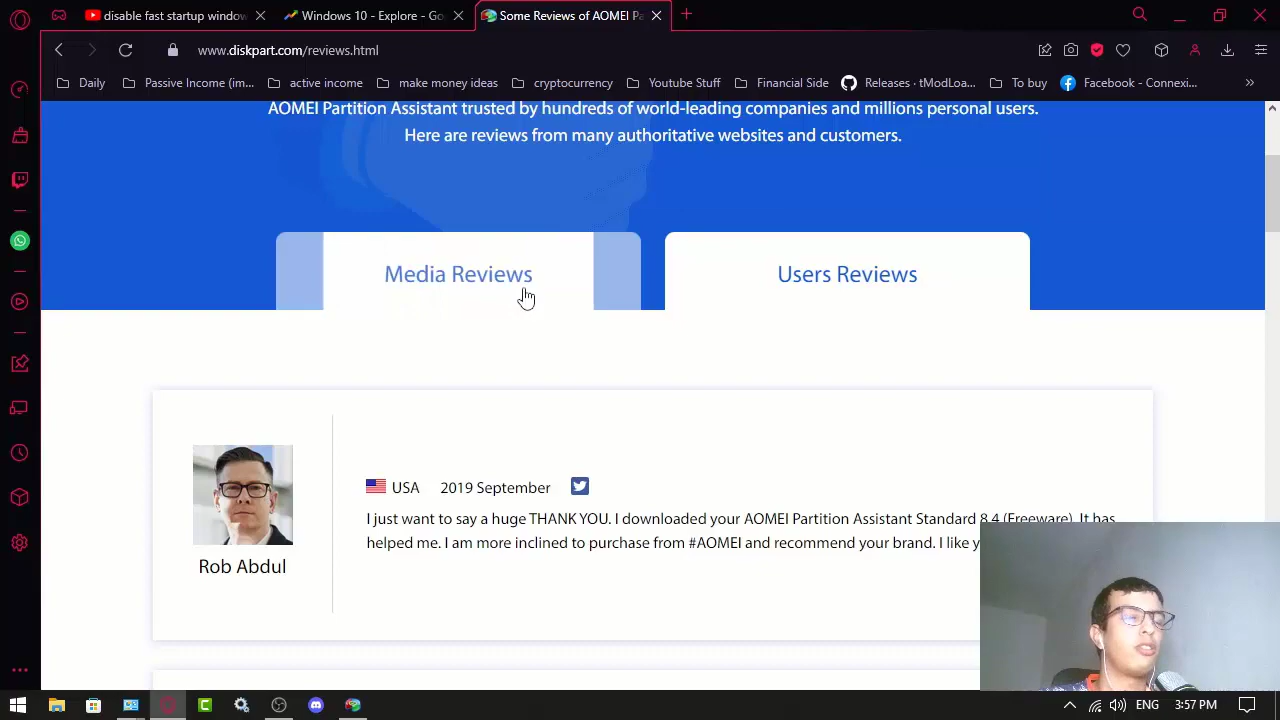 disable fast startup window
Windows 10 - Explore - Go
Some Reviews of AOMEI Pa
www.diskpart.com/reviews.html
Daily
Passive Income (im...
active income
make money ideas
cryptocurrency
Youtube Stuff
Financial Side
Releases · tModLoa...
To buy
Facebook - Connexi...
AOMEI Partition Assistant trusted by hundreds of world-leading companies and millions personal users.
Here are reviews from many authoritative websites and customers.
Media Reviews
Users Reviews
USA 2019 September
I just want to say a huge THANK YOU. I downloaded your AOMEI Partition Assistant Standard 8.4 (Freeware). It has
helped me. I am more inclined to purchase from #AOMEI and recommend your brand. I like y
Rob Abdul
ENG
3:57 PM